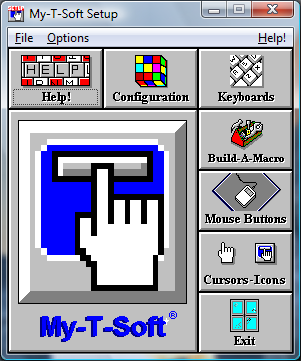 My-T-Soft Setup
File Options Help!
HELP!
Help!
Configuration
Keyboards
Build-A-Macro
Mouse Buttons
Cursors-Icons
My-T-Soft®
Exit